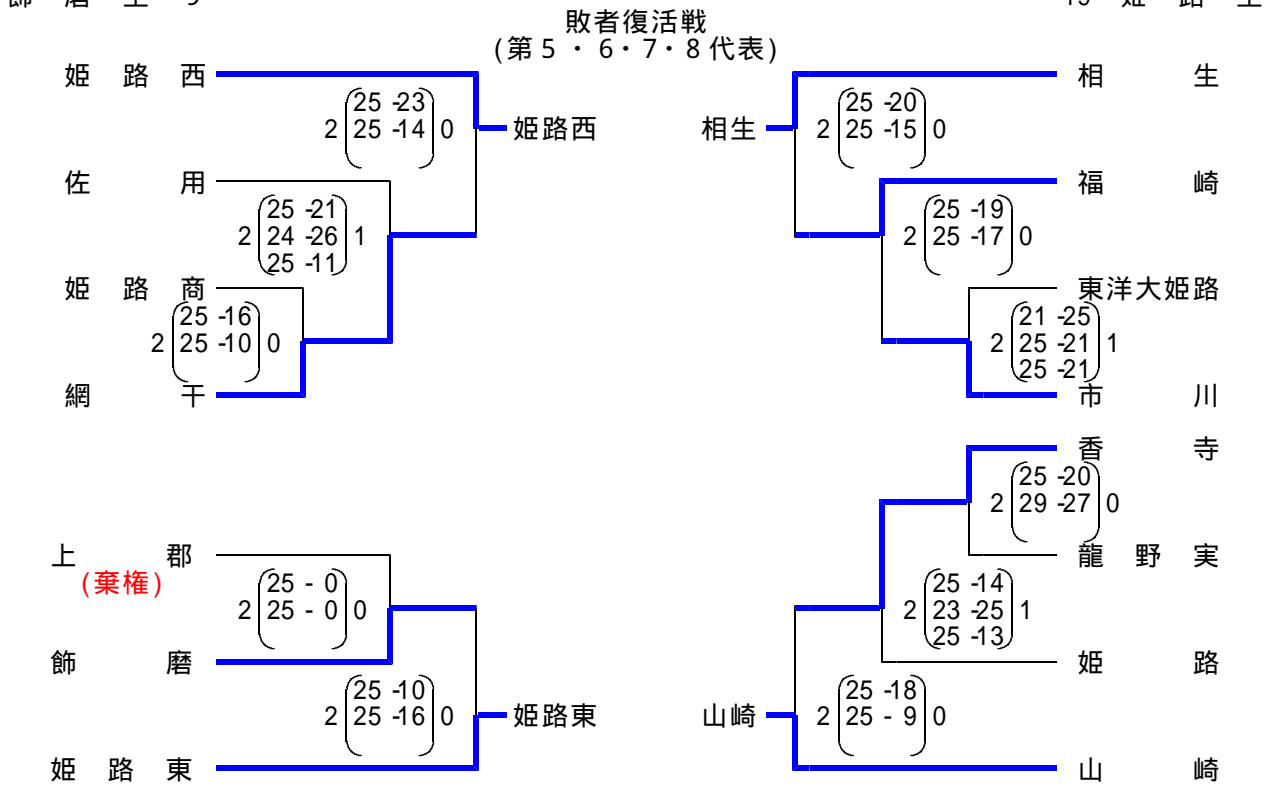 敗者復活戦
(第5・6・7・8代表)
姫路西
25-23
2 25-14 0
姫路西
佐用
25-21
2 24-26 1
25-11
姫路商
25-16
2 25-10 0
網干
上郡
(棄権)
25-0
2 25-0 0
飾磨
25-10
2 25-16 0
姫路東
姫路東
相生
25-20
2 25-15 0
相生
福崎
25-19
2 25-17 0
東洋大姫路
21-25
2 25-21 1
25-21
市川
香寺
25-20
2 29-27 0
龍野実
25-14
2 23-25 1
25-13
姫路
25-18
2 25-9 0
山崎
山崎